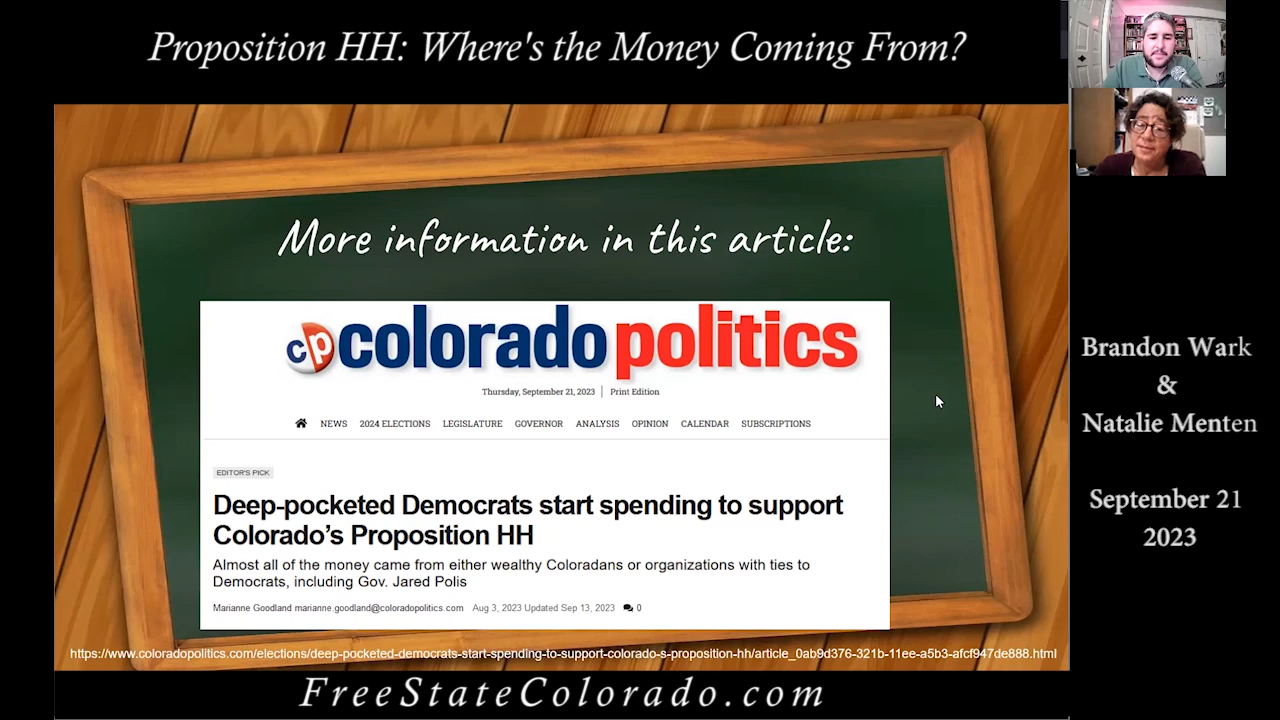 Proposition HH: Where's the Money Coming From?
More information in this article:
cp colorado politics
Thursday, September 21, 2023 | Print Edition
NEWS 2024 ELECTIONS LEGISLATURE GOVERNOR ANALYSIS OPINION CALENDAR SUBSCRIPTIONS
EDITOR'S PICK
Deep-pocketed Democrats start spending to support
Colorado's Proposition HH
Almost all of the money came from either wealthy Coloradans or organizations with ties to
Democrats, including Gov. Jared Polis
Marianne Goodland marianne.goodland@coloradopolitics.com Aug 3, 2023 Updated Sep 13, 2023 0
https://www.coloradopolitics.com/elections/deep-pocketed-democrats-start-spending-to-support-colorado-s-proposition-hh/article_0ab9d376-321b-11ee-a5b3-afcf947de888.html
FreeStateColorado.com
Brandon Wark
&
Natalie Menten
September 21
2023